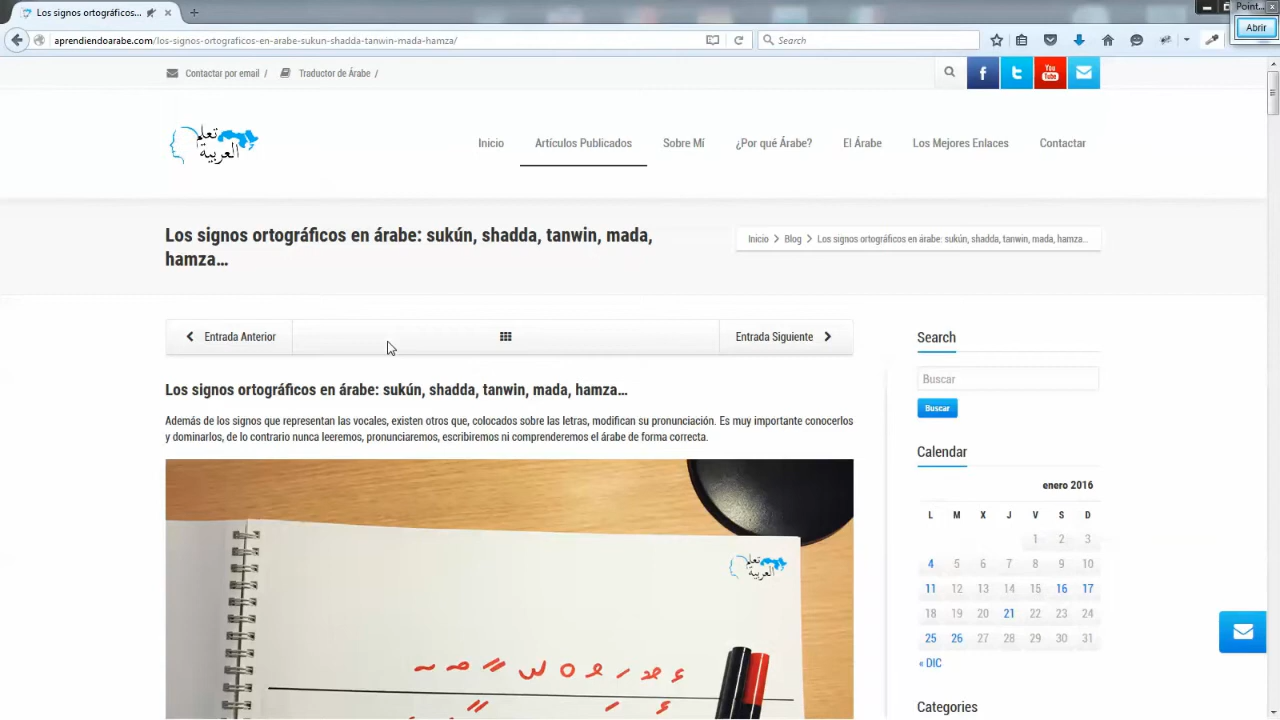 Los signos ortográficos...
Point...
aprendiendoarabe.com/los-signos-ortograficos-en-arabe-sukun-shadda-tanwin-mada-hamza/
Search
Abrir
Contactar por email /
Traductor de Árabe /
You
Tube
تعلم
العربية
Inicio
Artículos Publicados
Sobre Mí
¿Por qué Árabe?
El Árabe
Los Mejores Enlaces
Contactar
Los signos ortográficos en árabe: sukún, shadda, tanwin, mada,
hamza...
Inicio > Blog > Los signos ortográficos en árabe: sukún, shadda, tanwin, mada, hamza...
Entrada Anterior
Entrada Siguiente
Los signos ortográficos en árabe: sukún, shadda, tanwin, mada, hamza...
Además de los signos que representan las vocales, existen otros que, colocados sobre las letras, modifican su pronunciación. Es muy importante conocerlos
y dominarlos, de lo contrario nunca leeremos, pronunciaremos, escribiremos ni comprenderemos el árabe de forma correcta.
تعلم
العربية
Search
Buscar
Buscar
Calendar
enero 2016
L M X J V S D
1 2 3
4 5 6 7 8 9 10
11 12 13 14 15 16 17
18 19 20 21 22 23 24
25 26 27 28 29 30 31
« DIC
Categories